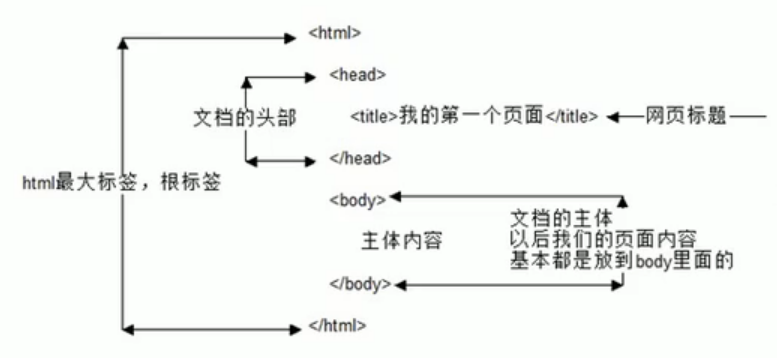 <html>
<head>
文档的头部
<title>我的第一个页面</title>
网页标题
</head>
html最大标签，根标签
<body>
文档的主体
以后我们的页面内容
基本都是放到body里面的
主体内容
</body>
</html>